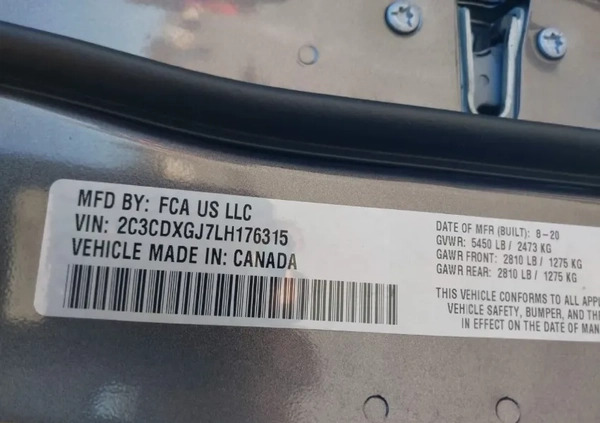 MFD BY: FCA US LLC
VIN: 2C3CDXGJ7LH176315
VEHICLE MADE IN: CANADA
DATE OF MFR (BUILT): 8-20
GVWR: 5450 LB / 2473 KG
GAWR FRONT: 2810 LB / 1275 KG
GAWR REAR: 2810 LB / 1275 KG
THIS VEHICLE CONFORMS TO ALL APP
VEHICLE SAFETY, BUMPER, AND THE
IN EFFECT ON THE DATE OF MAN